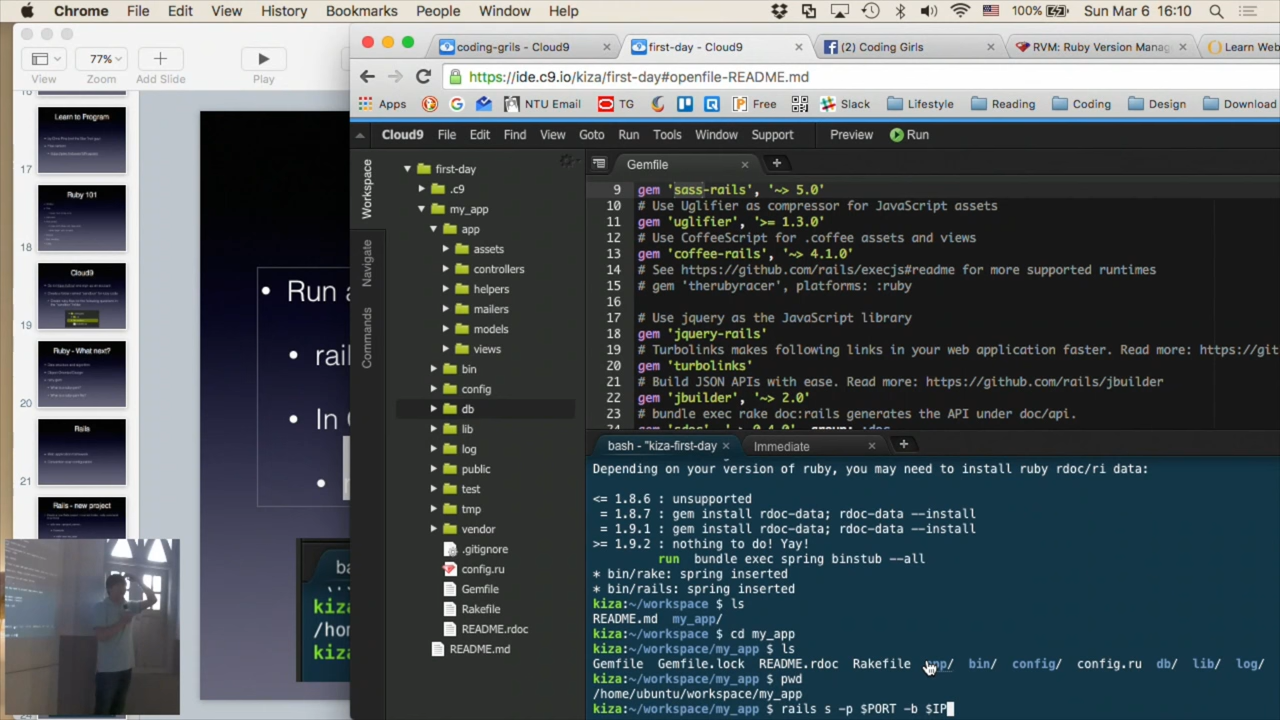 Chrome File Edit View History Bookmarks People Window Help 100% Sun Mar 6 16:10
77%
View Zoom Add Slide Play
Learn to Program
17
Ruby 101
18
Cloud9
19
Ruby - What next?
20
Rails
21
Rails - new project
coding-grils - Cloud9 first-day - Cloud9 (2) Coding Girls RVM: Ruby Version Mana Learn Web
https://ide.c9.io/kiza/first-day#openfile-README.md
Apps NTU Email TG Free Slack Lifestyle Reading Coding Design Download
Cloud9 File Edit Find View Goto Run Tools Window Support Preview Run
Workspace
Navigate
Commands
first-day
.c9
my_app
app
assets
controllers
helpers
mailers
models
views
bin
config
db
lib
log
public
test
tmp
vendor
.gitignore
config.ru
Gemfile
Rakefile
README.rdoc
README.md
Gemfile
9 gem 'sass-rails', '~> 5.0'
10 # Use Uglifier as compressor for JavaScript assets
11 gem 'uglifier', '>= 1.3.0'
12 # Use CoffeeScript for .coffee assets and views
13 gem 'coffee-rails', '~> 4.1.0'
14 # See https://github.com/rails/execjs#readme for more supported runtimes
15 # gem 'therubyracer', platforms: :ruby
16
17 # Use jquery as the JavaScript library
18 gem 'jquery-rails'
19 # Turbolinks makes following links in your web application faster. Read more: https://git
20 gem 'turbolinks'
21 # Build JSON APIs with ease. Read more: https://github.com/rails/jbuilder
22 gem 'jbuilder', '~> 2.0'
23 # bundle exec rake doc:rails generates the API under doc/api.
bash - "kiza-first-day Immediate
Depending on your version of ruby, you may need to install ruby rdoc/ri data:
<= 1.8.6 : unsupported
= 1.8.7 : gem install rdoc-data; rdoc-data --install
= 1.9.1 : gem install rdoc-data; rdoc-data --install
>= 1.9.2 : nothing to do! Yay!
run bundle exec spring binstub --all
* bin/rake: spring inserted
* bin/rails: spring inserted
kiza:~/workspace $ ls
README.md my_app/
kiza:~/workspace $ cd my_app
kiza:~/workspace/my_app $ ls
Gemfile Gemfile.lock README.rdoc Rakefile app/ bin/ config/ config.ru db/ lib/ log/
kiza:~/workspace/my_app $ pwd
/home/ubuntu/workspace/my_app
kiza:~/workspace/my_app $ rails s -p $PORT -b $IP
• Run a
• rail
• In
•
ba
kiz
/hom
kiz